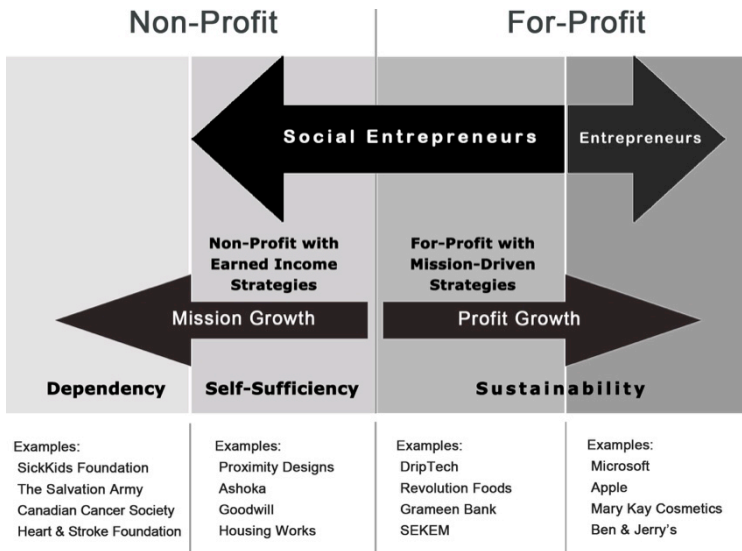 Non-Profit
For-Profit
Social Entrepreneurs
Entrepreneurs
Non-Profit with
Earned Income
Strategies
For-Profit with
Mission-Driven
Strategies
Mission Growth
Profit Growth
Dependency
Self-Sufficiency
Sustainability
Examples:
SickKids Foundation
The Salvation Army
Canadian Cancer Society
Heart & Stroke Foundation
Examples:
Proximity Designs
Ashoka
Goodwill
Housing Works
Examples:
DripTech
Revolution Foods
Grameen Bank
SEKEM
Examples:
Microsoft
Apple
Mary Kay Cosmetics
Ben & Jerry's